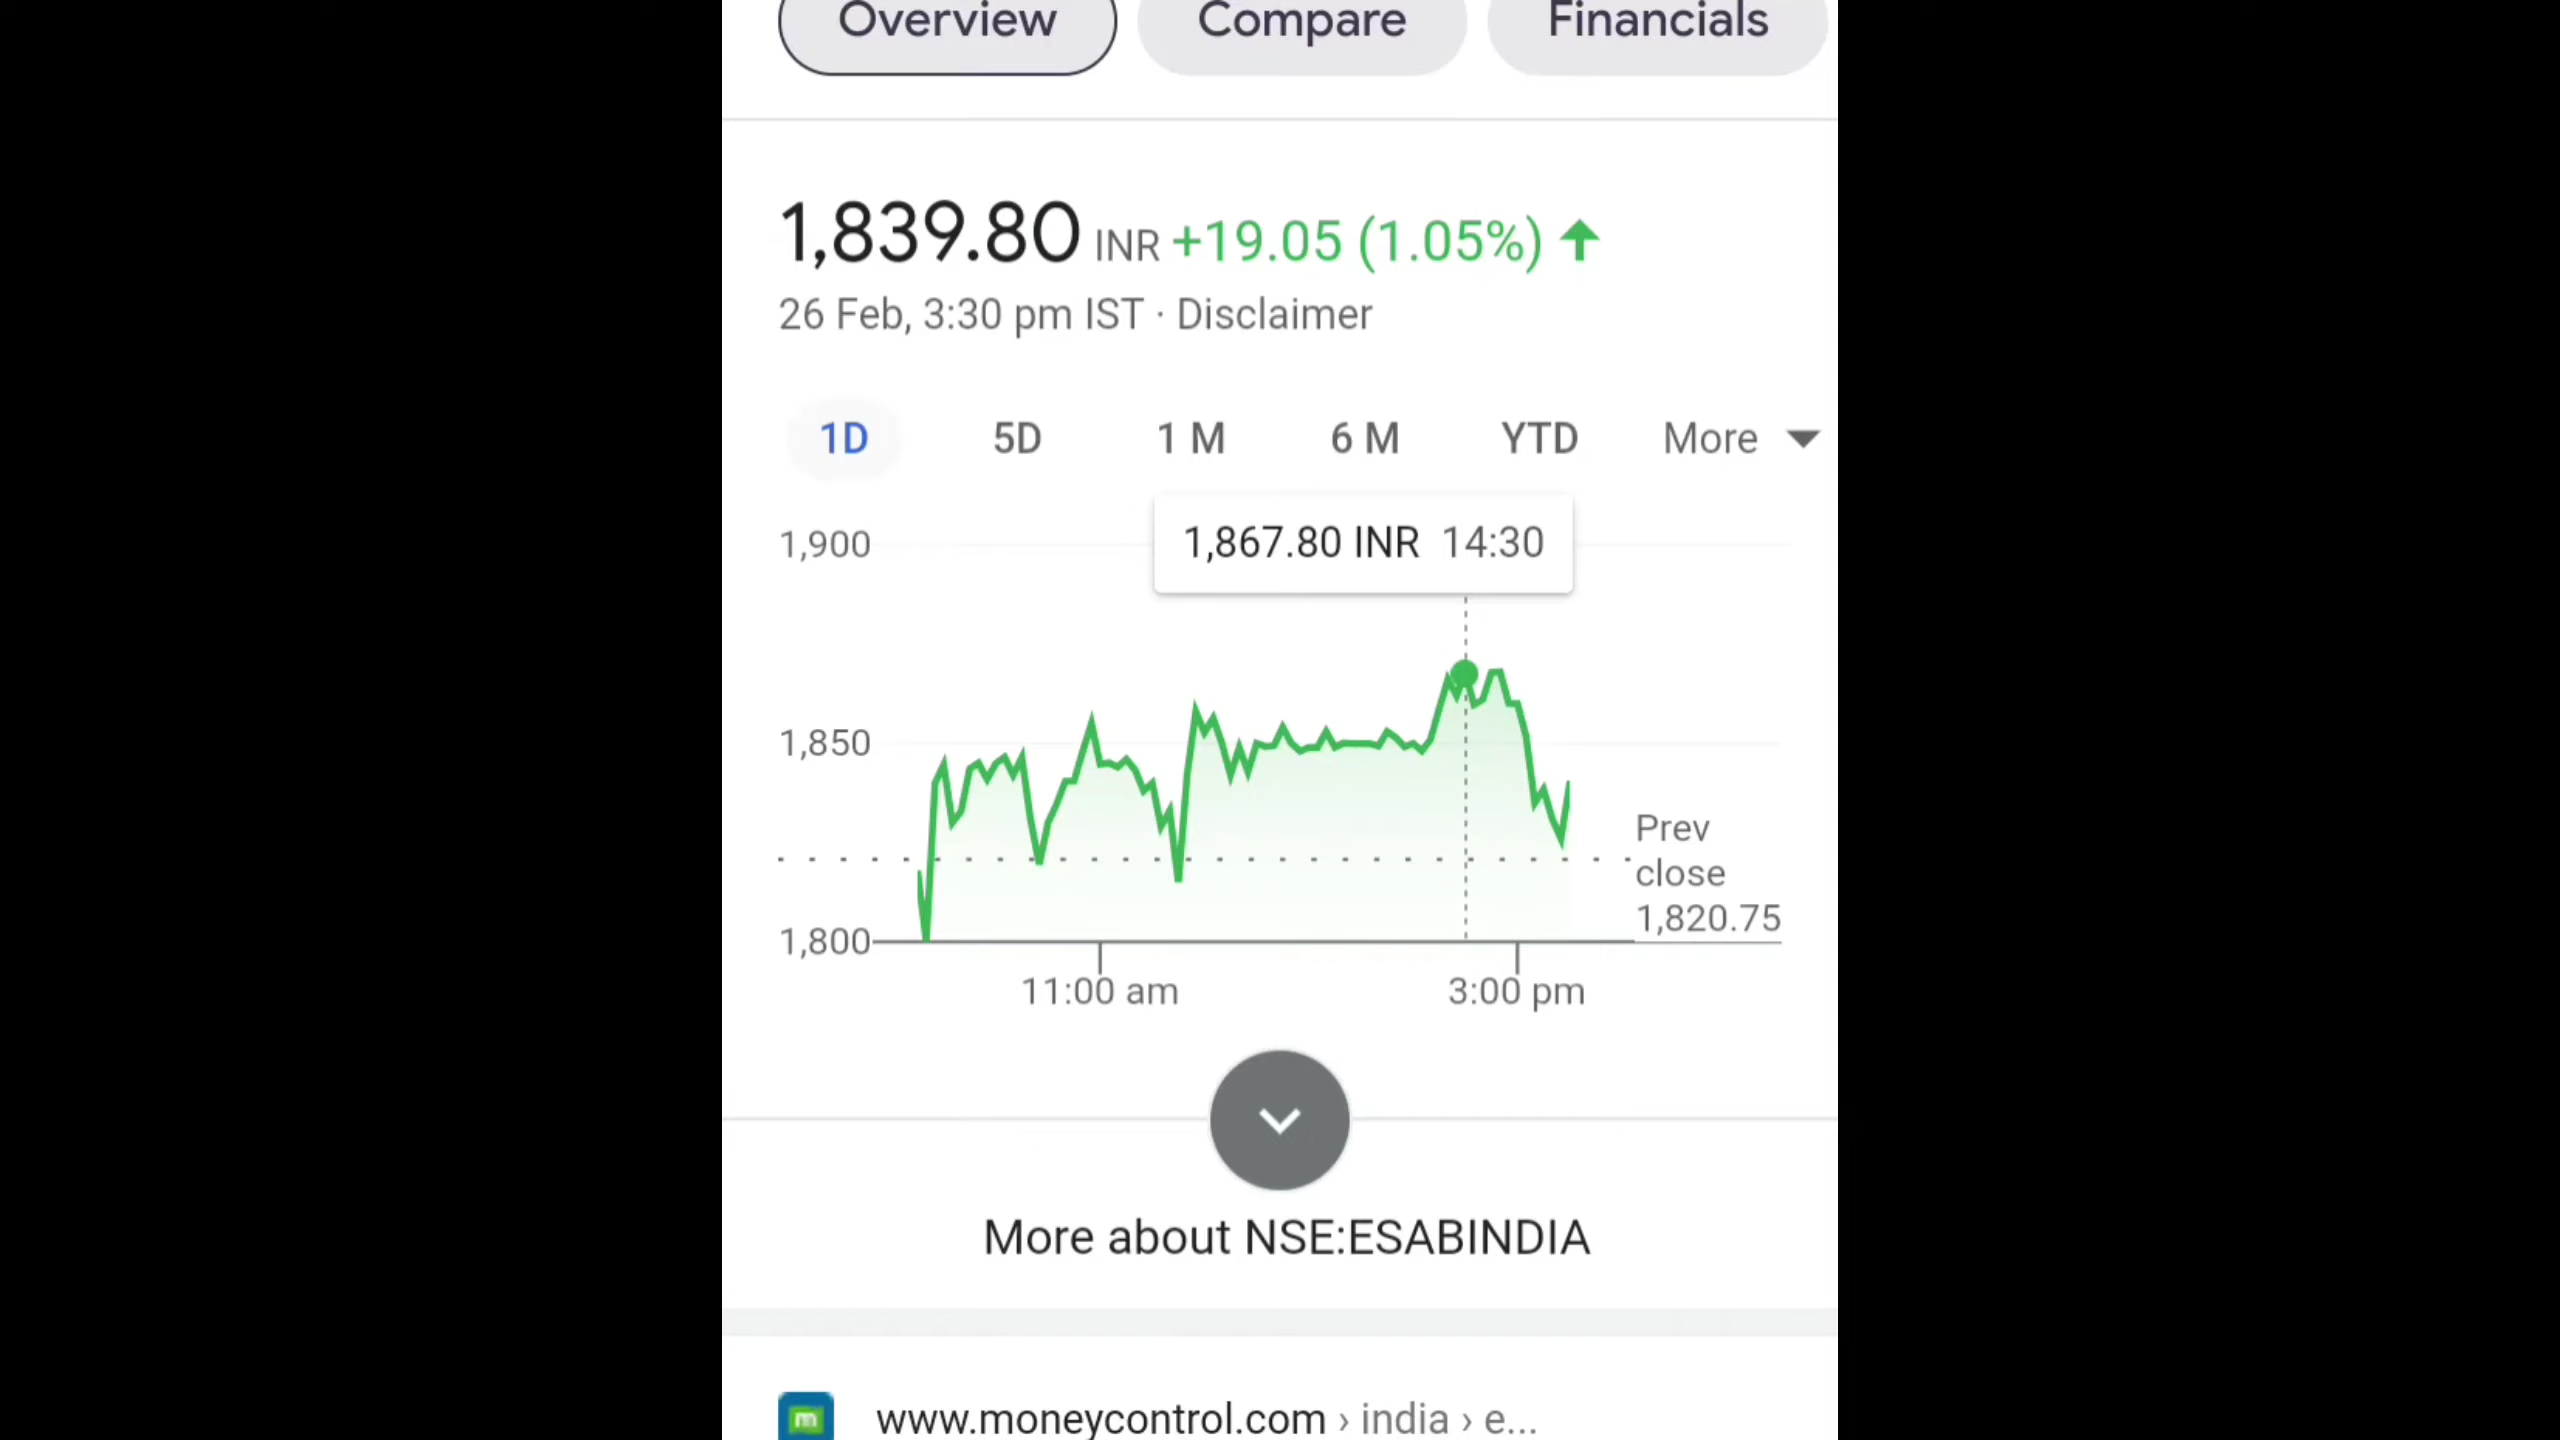 Overview Compare Financials
1,839.80 INR +19.05 (1.05%)
26 Feb, 3:30 pm IST · Disclaimer
1D 5D 1 M 6 M YTD More
1,867.80 INR 14:30
1,900
1,850
1,800
Prev
close
1,820.75
11:00 am 3:00 pm
More about NSE:ESABINDIA
m
www.moneycontrol.com › india › e...